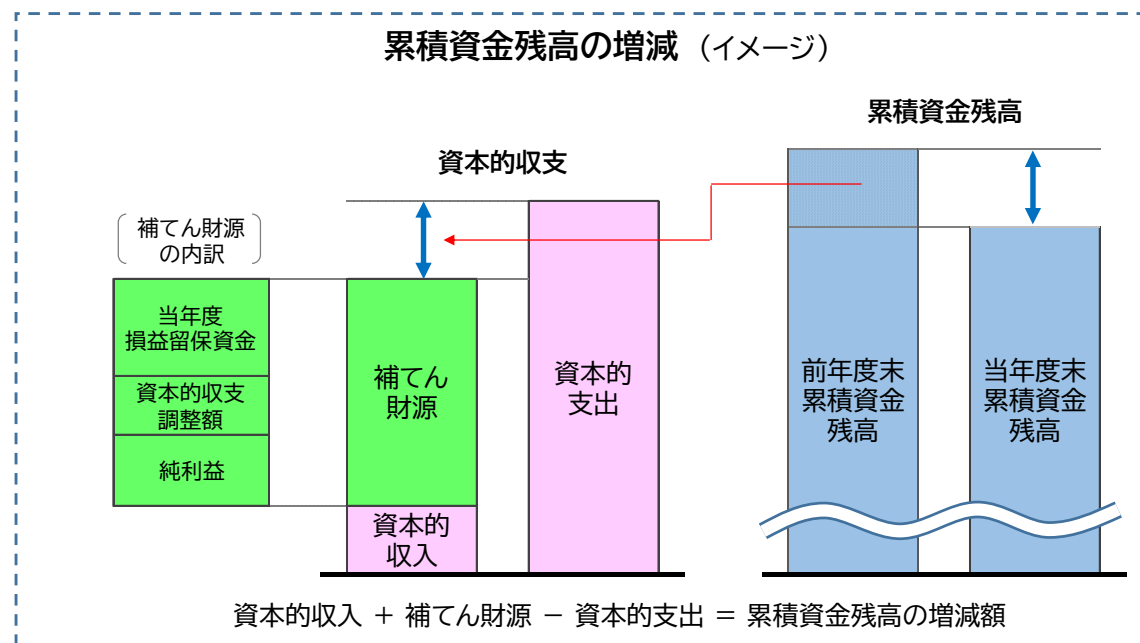 累積資金残高の増減（イメージ）
累積資金残高
資本的収支
補てん財源
の内訳
当年度
損益留保資金
資本的収支
調整額
純利益
補てん
財源
資本的
収入
資本的
支出
前年度末
累積資金
残高
当年度末
累積資金
残高
資本的収入 ＋ 補てん財源 － 資本的支出 ＝ 累積資金残高の増減額